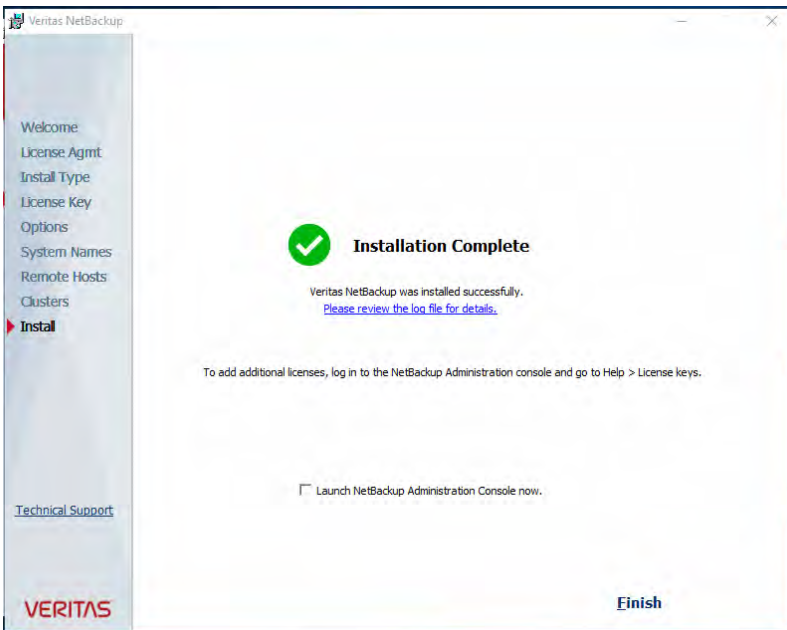 Veritas NetBackup
Welcome
License Agmt
Install Type
License Key
Options
System Names
Remote Hosts
Clusters
Install
Installation Complete
Veritas NetBackup was installed successfully.
Please review the log file for details.
To add additional licenses, log in to the NetBackup Administration console and go to Help > License keys.
Launch NetBackup Administration Console now.
Technical Support
VERITAS
Finish